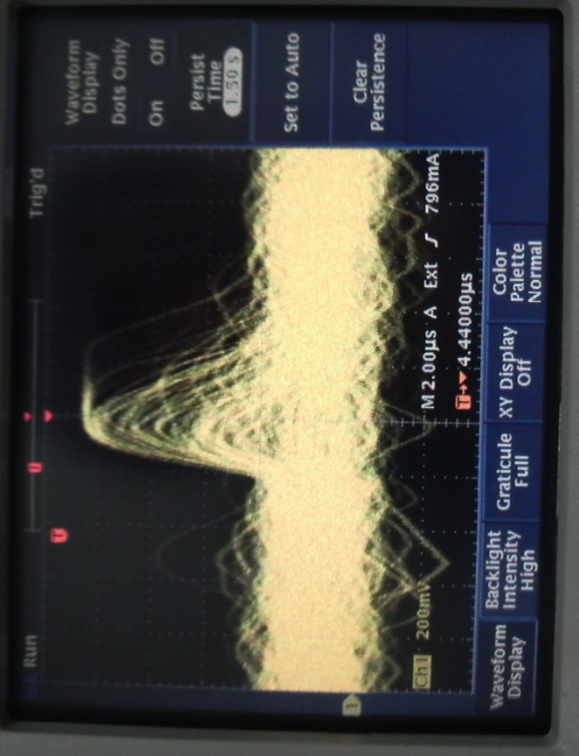 Run
Trig'd
Waveform
Display
Dots Only
On Off
Persist
Time
1.50 s
Set to Auto
Clear
Persistence
1
Ch1 200mV
M 2.00µs A Ext 796mA
T 4.44000µs
Waveform
Display
Backlight
Intensity
High
Graticule
Full
XY Display
Off
Color
Palette
Normal